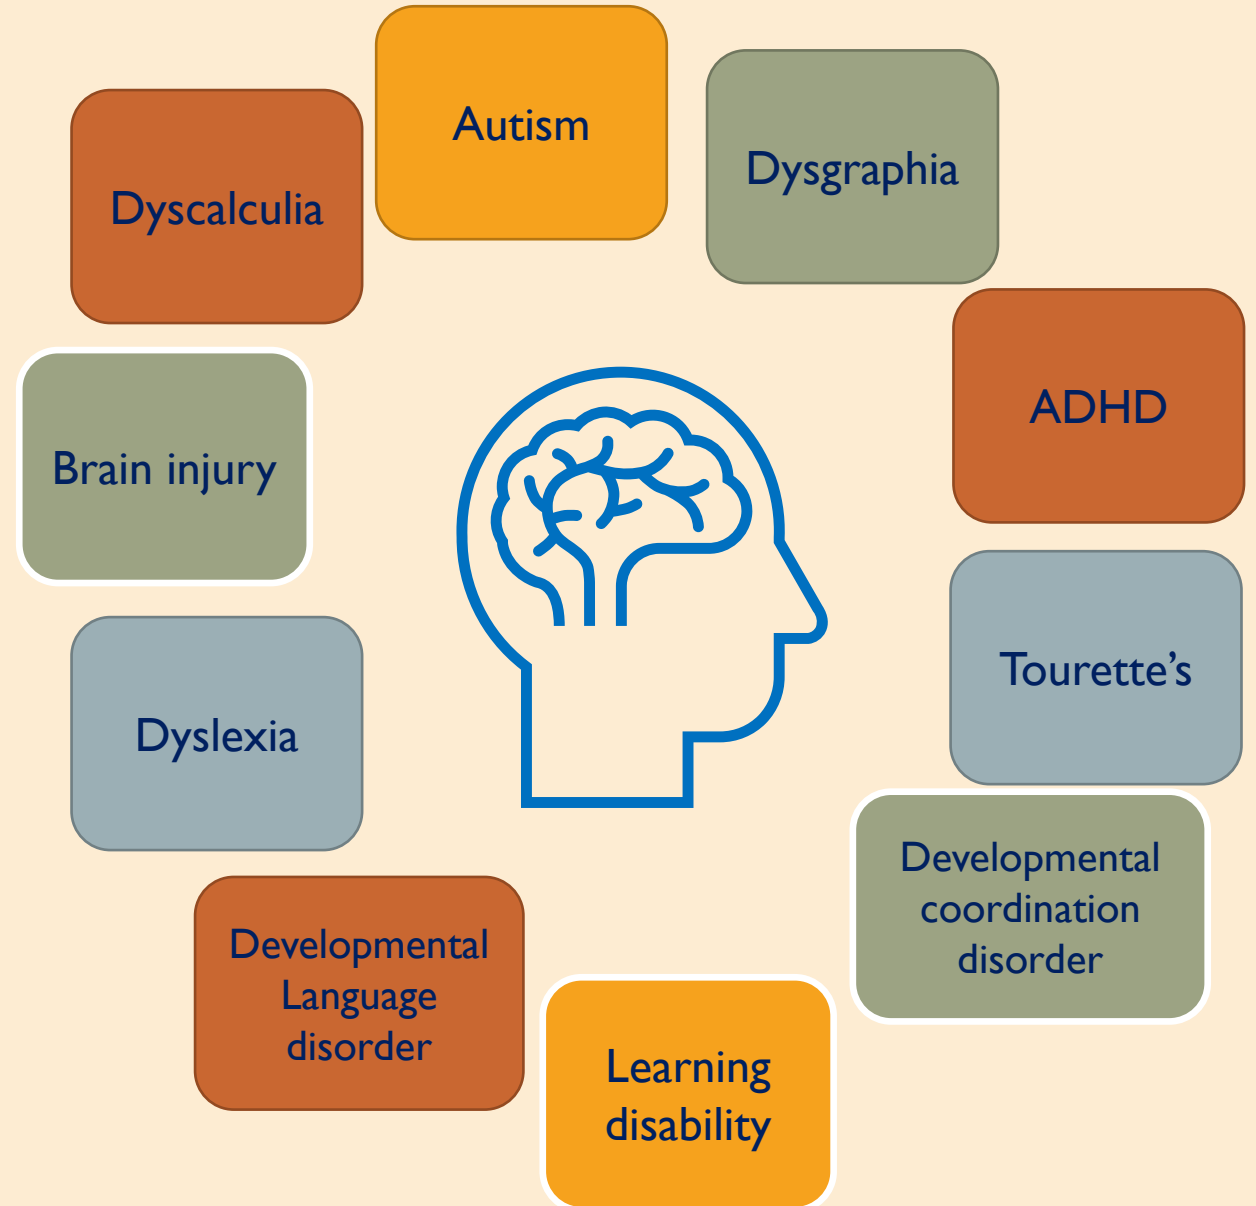 Autism
Dysgraphia
Dyscalculia
ADHD
Brain injury
Tourette’s
Dyslexia
Developmental
coordination
disorder
Developmental
Language
disorder
Learning
disability